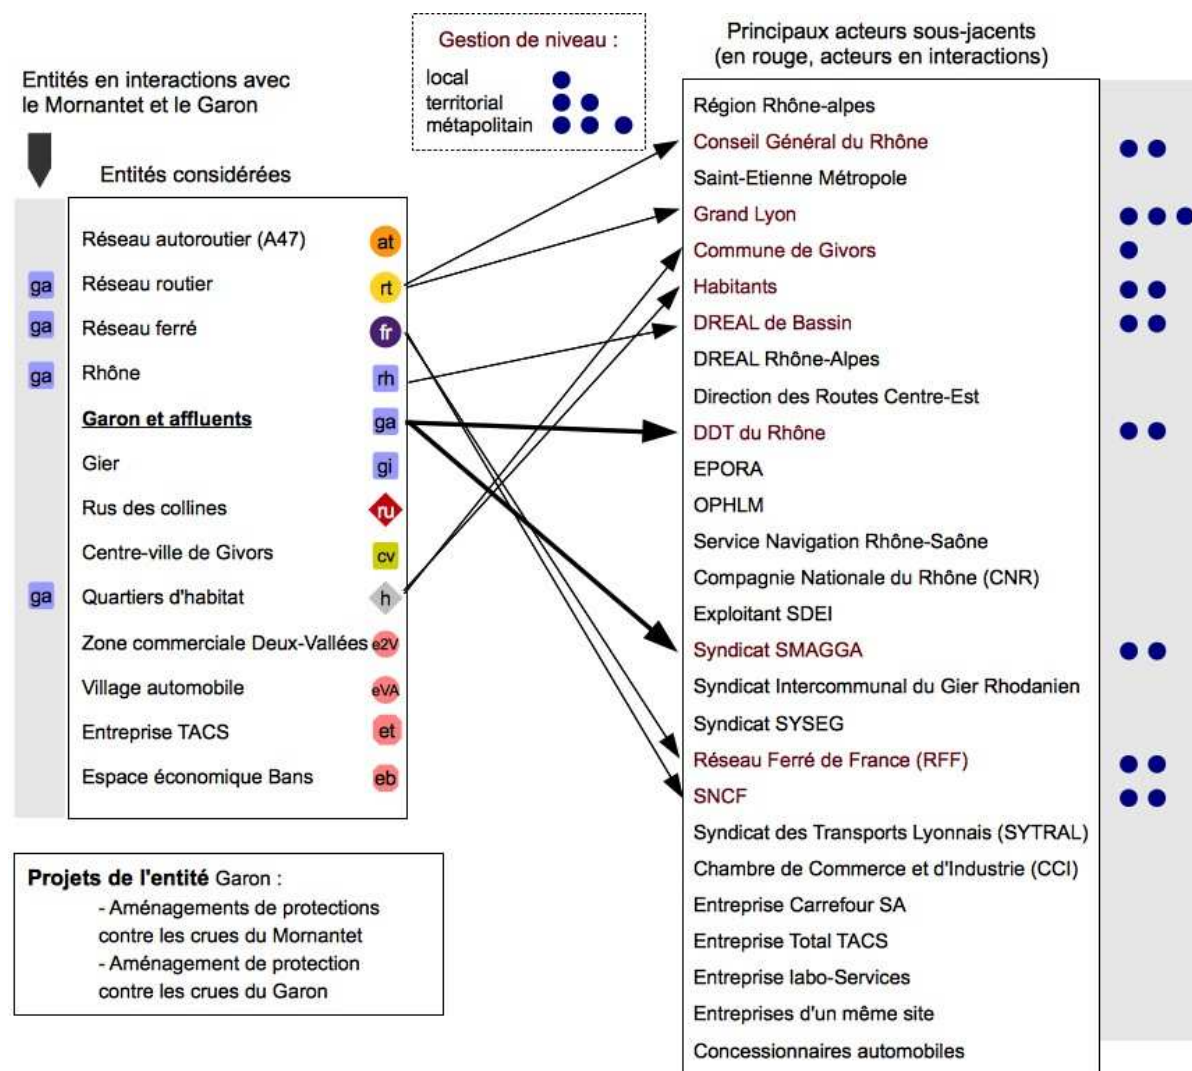 Gestion de niveau :
local
territorial
métapolitain
Principaux acteurs sous-jacents
(en rouge, acteurs en interactions)
Entités en interactions avec
le Mornantet et le Garon
Entités considérées
Réseau autoroutier (A47) at
ga Réseau routier rt
ga Réseau ferré fr
ga Rhône rh
Garon et affluents ga
Gier gi
Rus des collines ru
Centre-ville de Givors cv
ga Quartiers d'habitat h
Zone commerciale Deux-Vallées e2V
Village automobile eVA
Entreprise TACS et
Espace économique Bans eb
Projets de l'entité Garon :
- Aménagements de protections
contre les crues du Mornantet
- Aménagement de protection
contre les crues du Garon
Région Rhône-alpes
Conseil Général du Rhône
Saint-Etienne Métropole
Grand Lyon
Commune de Givors
Habitants
DREAL de Bassin
DREAL Rhône-Alpes
Direction des Routes Centre-Est
DDT du Rhône
EPORA
OPHLM
Service Navigation Rhône-Saône
Compagnie Nationale du Rhône (CNR)
Exploitant SDEI
Syndicat SMAGGA
Syndicat Intercommunal du Gier Rhodanien
Syndicat SYSEG
Réseau Ferré de France (RFF)
SNCF
Syndicat des Transports Lyonnais (SYTRAL)
Chambre de Commerce et d'Industrie (CCI)
Entreprise Carrefour SA
Entreprise Total TACS
Entreprise labo-Services
Entreprises d'un même site
Concessionnaires automobiles